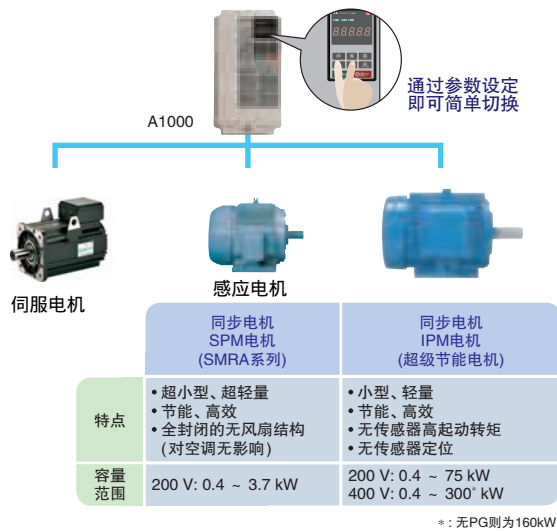 88888
通过参数设定
即可简单切换
A1000
伺服电机
感应电机
同步电机
SPM电机
(SMRA系列)
同步电机
IPM电机
(超级节能电机)
特点
• 超小型、超轻量
• 节能、高效
• 全封闭的无风扇结构
(对空调无影响)
• 小型、轻量
• 节能、高效
• 无传感器高起动转矩
• 无传感器定位
容量
范围
200 V: 0.4 ~ 3.7 kW
200 V: 0.4 ~ 75 kW
400 V: 0.4 ~ 300* kW
* : 无PG则为160kW